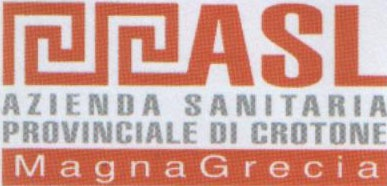 ASL
AZIENDA SANITARIA
PROVINCIALE DI CROTONE
MagnaGrecia